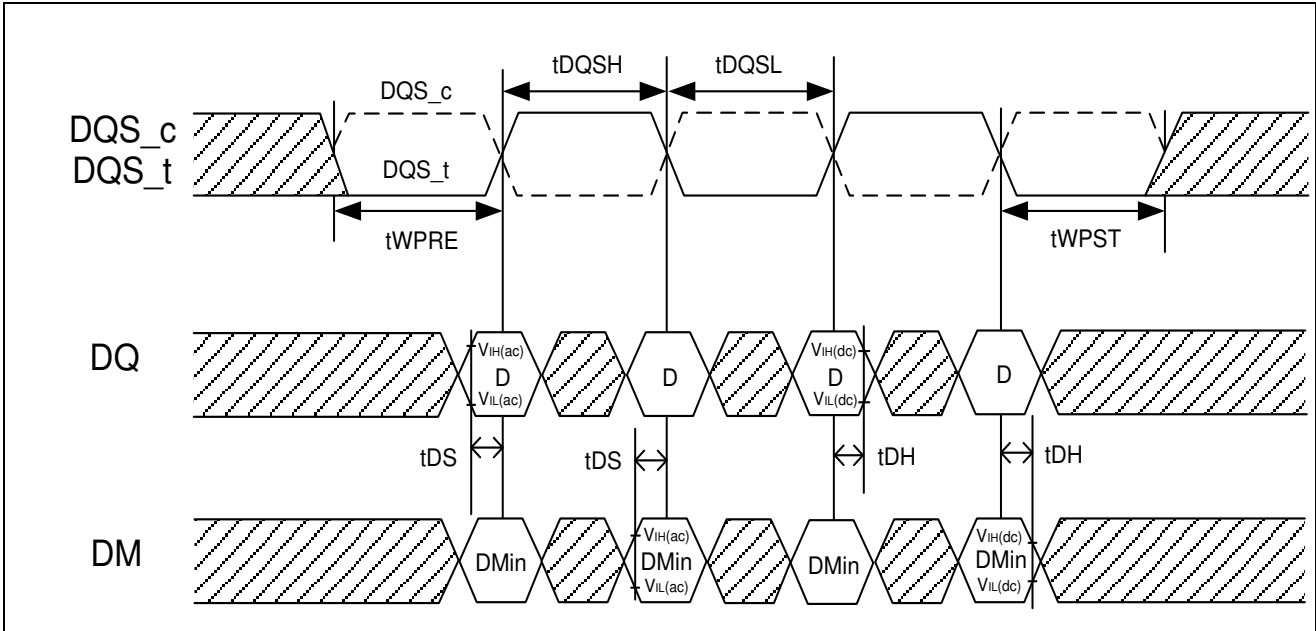 tDQSH
tDQSL
DQS_c
DQS_c
DQS_t
DQS_t
tWPRE
tWPST
DQ
VIH(ac)
D
VIL(ac)
D
VIH(dc)
D
VIL(dc)
D
tDS
tDS
tDH
tDH
DM
DMin
VIH(ac)
DMin
VIL(ac)
DMin
VIH(dc)
DMin
VIL(dc)